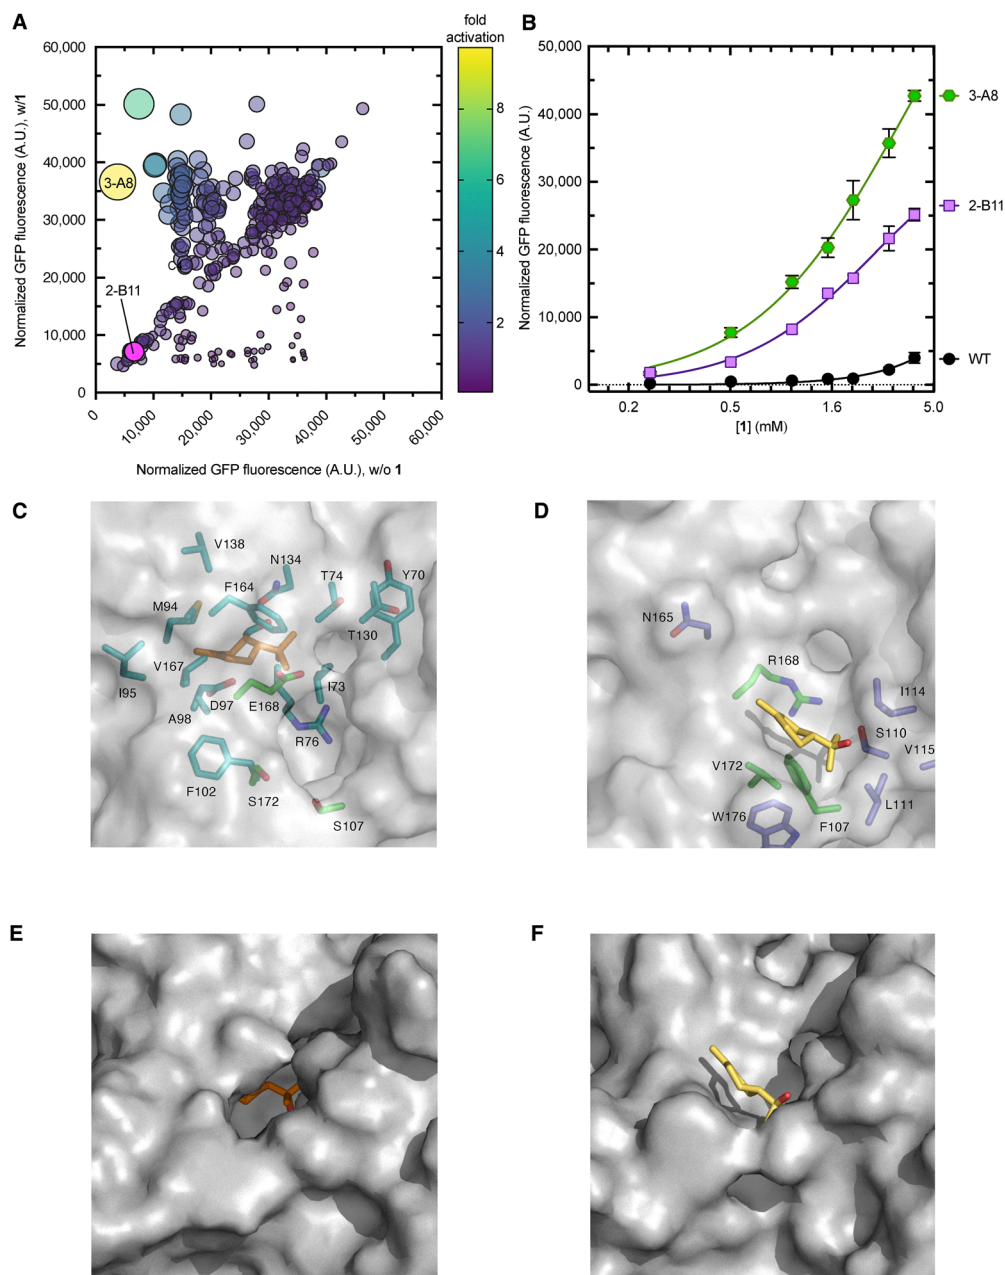 A
fold
activation
60,000
50,000
40,000
30,000
20,000
10,000
0
Normalized GFP fluorescence (A.U.), w/1
3-A8
2-B11
8
6
4
2
0
10,000
20,000
30,000
40,000
50,000
60,000
Normalized GFP fluorescence (A.U.), w/o 1
B
50,000
40,000
30,000
20,000
10,000
0
Normalized GFP fluorescence (A.U.)
3-A8
2-B11
WT
0.2
0.5
1.6
5.0
[1] (mM)
C
V138
N134
F164
T74
Y70
M94
T130
V167
I95
D97
E168
I73
A98
R76
F102
S172
S107
D
N165
R168
I114
S110
V115
V172
L111
W176
F107
E
F